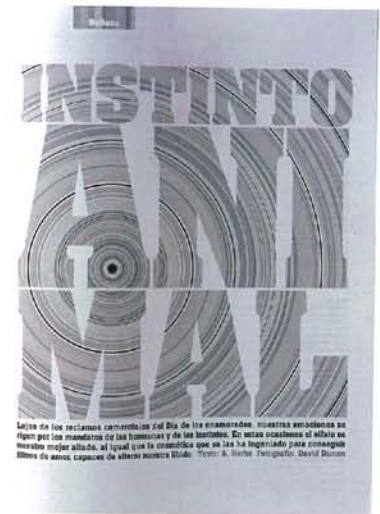 Belleza
INSTINTO
ANI
MAL
Lejos de los reclamos comerciales del Día de los enamorados, nuestras emociones se
rigen por los mandatos de las hormonas y de los instintos. En estas ocasiones el olfato es
nuestro mejor aliado, al igual que la cosmética que se las ha ingeniado para conseguir
filtros de amor, capaces de alterar nuestra libido. Texto: A. Fotografía. David